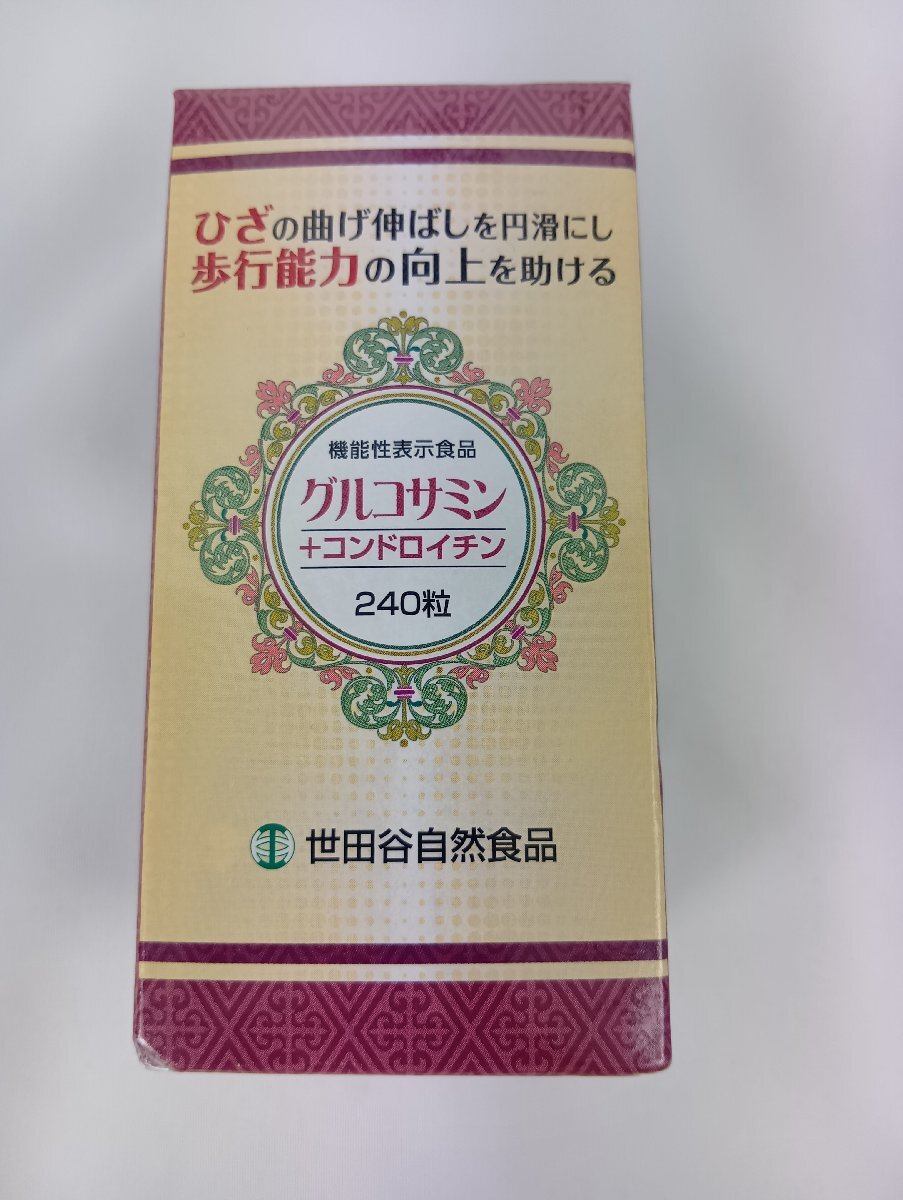 ひざの曲げ伸ばしを円滑にし
歩行能力の向上を助ける
機能性表示食品
グルコサミン
+コンドロイチン
240粒
世田谷自然食品